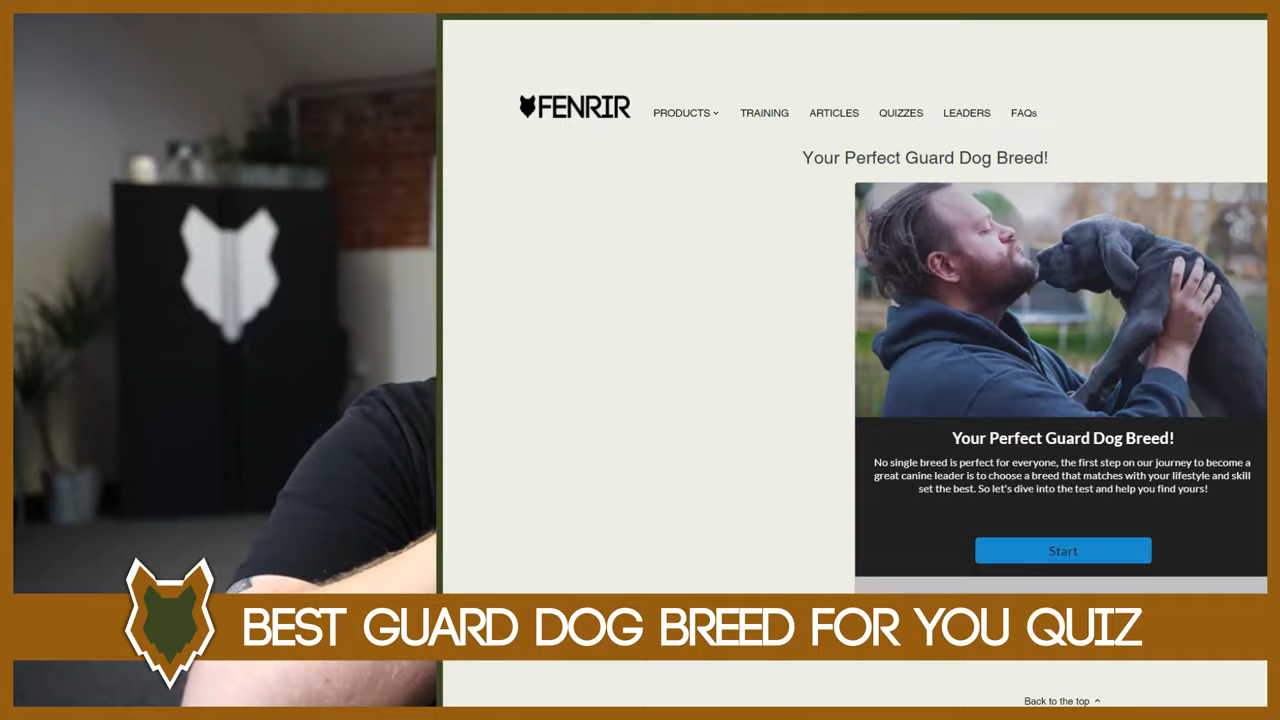 FENRIR
PRODUCTS TRAINING ARTICLES QUIZZES LEADERS FAQs
Your Perfect Guard Dog Breed!
Your Perfect Guard Dog Breed!
No single breed is perfect for everyone, the first step on our journey to become a
great canine leader is to choose a breed that matches with your lifestyle and skill
set the best. So let's dive into the test and help you find yours!
Start
BEST GUARD DOG BREED FOR YOU QUIZ
Back to the top